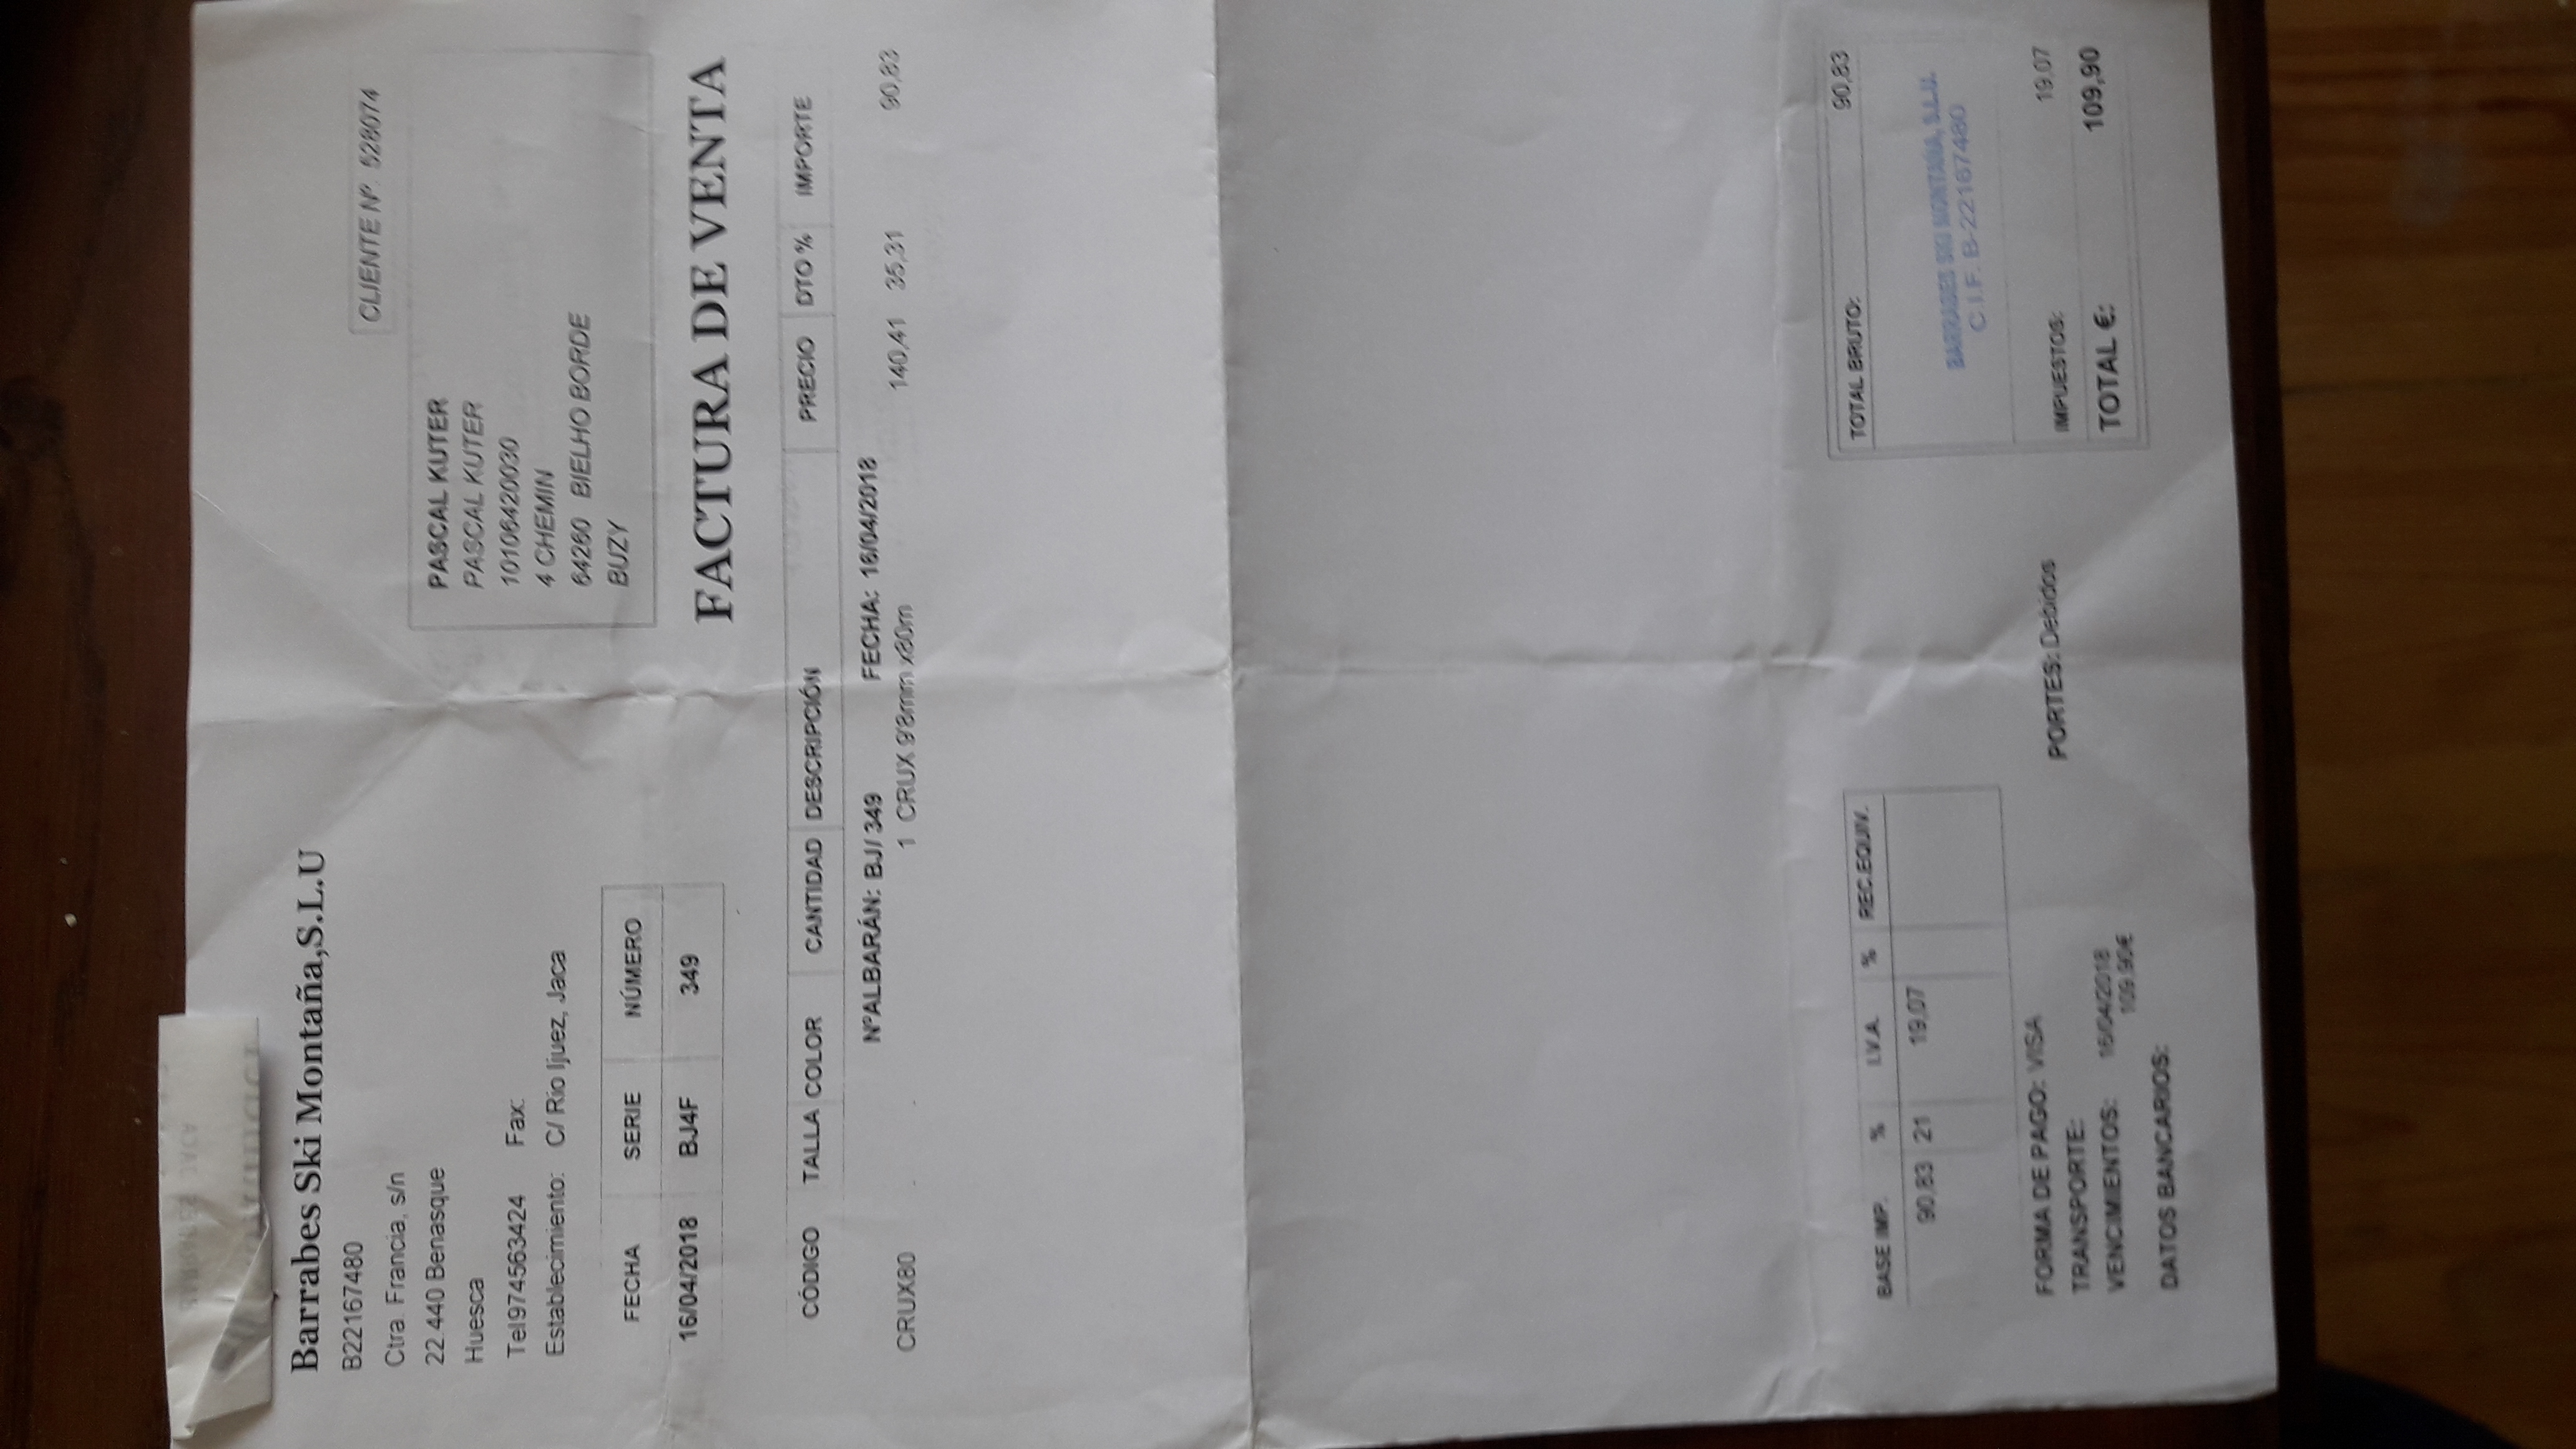 Barrabes Ski Montaña,S.L.U
B22167480
Ctra. Francia, s/n
22.440 Benasque
Huesca
Tel974563424 Fax:
Establecimiento: C/ Rio Ijuez, Jaca
CLIENTE Nº. 528074
PASCAL KUTER
PASCAL KUTER
10106420030
4 CHEMIN
64260 BIELHO BORDE
BUZY
FECHA SERIE NÚMERO
16/04/2018 BJ4F 349
FACTURA DE VENTA
CÓDIGO TALLA COLOR CANTIDAD DESCRIPCIÓN PRECIO DTO % IMPORTE
NºALBARÁN: BJ/ 349 FECHA: 16/04/2018
CRUX80 1 CRUX 9'8mm x80m 140,41 35,31 90,83
BASE IMP. % I.V.A. % REC.EQUIV.
90,83 21 19,07
TOTAL BRUTO: 90,83
BARRABES SKI MONTAÑA, S.L.U.
C.I.F. B-22167480
IMPUESTOS: 19,07
TOTAL €: 109,90
FORMA DE PAGO: VISA PORTES: Debidos
TRANSPORTE:
VENCIMIENTOS: 16/04/2018
109,90€
DATOS BANCARIOS: